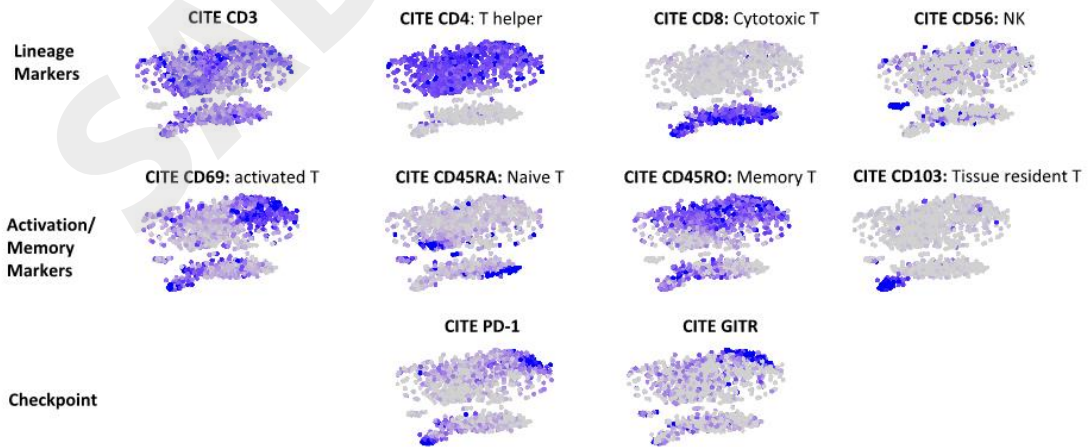 CITE CD3
CITE CD4: T helper
CITE CD8: Cytotoxic T
CITE CD56: NK
Lineage
Markers
CITE CD69: activated T
CITE CD45RA: Naive T
CITE CD45RO: Memory T
CITE CD103: Tissue resident T
Activation/
Memory
Markers
CITE PD-1
CITE GITR
Checkpoint